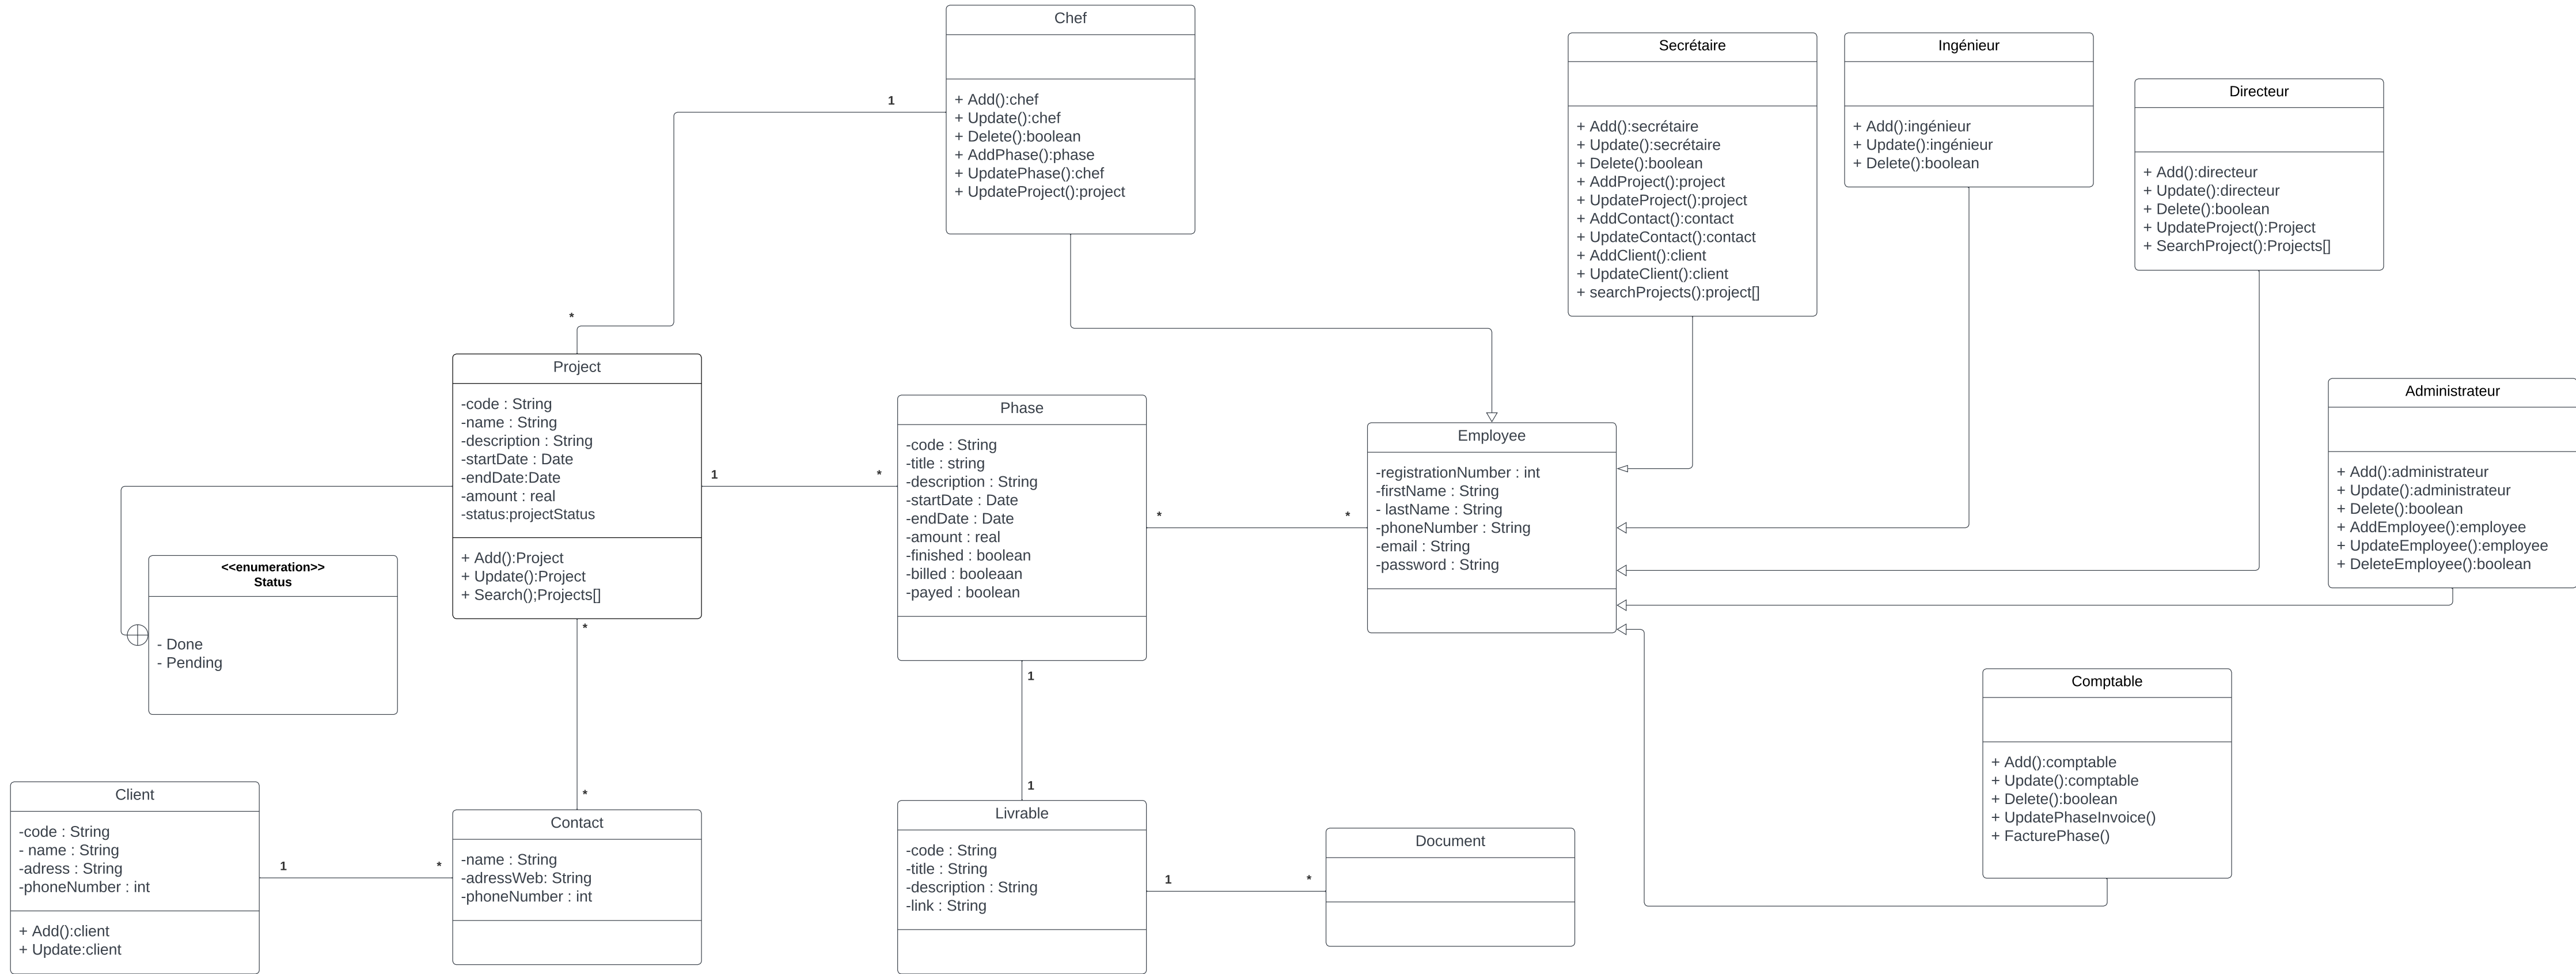 Chef
+ Add():chef
+ Update():chef
+ Delete():boolean
+ AddPhase():phase
+ UpdatePhase():chef
+ UpdateProject():project
1
*
Secrétaire
+ Add():secrétaire
+ Update():secrétaire
+ Delete():boolean
+ AddProject():project
+ UpdateProject():project
+ AddContact():contact
+ UpdateContact():contact
+ AddClient():client
+ UpdateClient():client
+ searchProjects():project[]
Ingénieur
+ Add():ingénieur
+ Update():ingénieur
+ Delete():boolean
Directeur
+ Add():directeur
+ Update():directeur
+ Delete():boolean
+ UpdateProject():Project
+ SearchProject():Projects[]
Project
-code : String
-name : String
-description : String
-startDate : Date
-endDate:Date
-amount : real
-status:projectStatus
+ Add():Project
+ Update():Project
+ Search();Projects[]
1
*
Phase
-code : String
-title : string
-description : String
-startDate : Date
-endDate : Date
-amount : real
-finished : boolean
-billed : booleaan
-payed : boolean
*
*
Employee
-registrationNumber : int
-firstName : String
- lastName : String
-phoneNumber : String
-email : String
-password : String
Administrateur
+ Add():administrateur
+ Update():administrateur
+ Delete():boolean
+ AddEmployee():employee
+ UpdateEmployee():employee
+ DeleteEmployee():boolean
<<enumeration>>
Status
- Done
- Pending
*
*
1
1
Comptable
+ Add():comptable
+ Update():comptable
+ Delete():boolean
+ UpdatePhaseInvoice()
+ FacturePhase()
Client
-code : String
- name : String
-adress : String
-phoneNumber : int
+ Add():client
+ Update:client
1
*
Contact
-name : String
-adressWeb: String
-phoneNumber : int
Livrable
-code : String
-title : String
-description : String
-link : String
1
*
Document